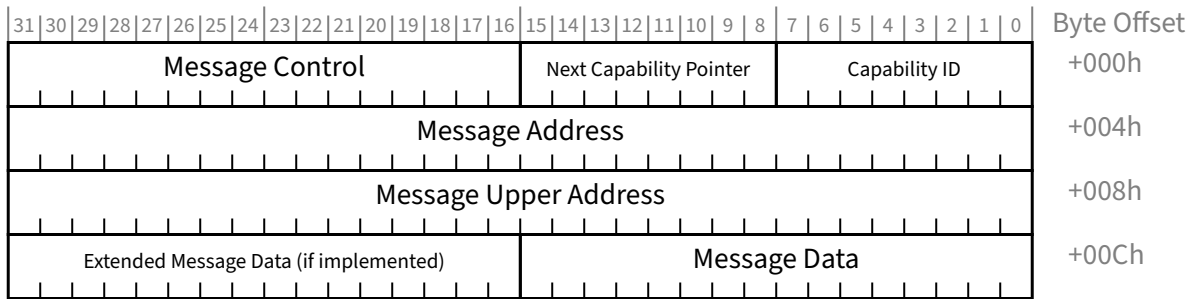 31 30 29 28 27 26 25 24 23 22 21 20 19 18 17 16 15 14 13 12 11 10 9 8 7 6 5 4 3 2 1 0 Byte Offset
Message Control Next Capability Pointer Capability ID +000h
Message Address +004h
Message Upper Address +008h
Extended Message Data (if implemented) Message Data +00Ch